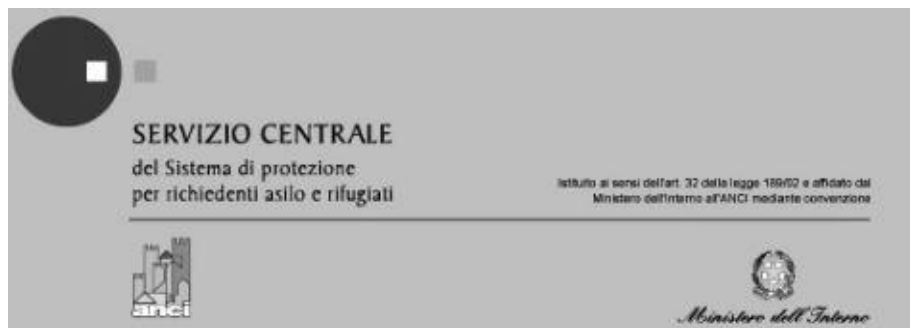 SERVIZIO CENTRALE
del Sistema di protezione
per richiedenti asilo e rifugiati
Istituito ai sensi dell'art. 32 della legge 189/02 e affidato dal
Ministero dell'Interno all'ANCI mediante convenzione
anci
Ministero dell'Interno